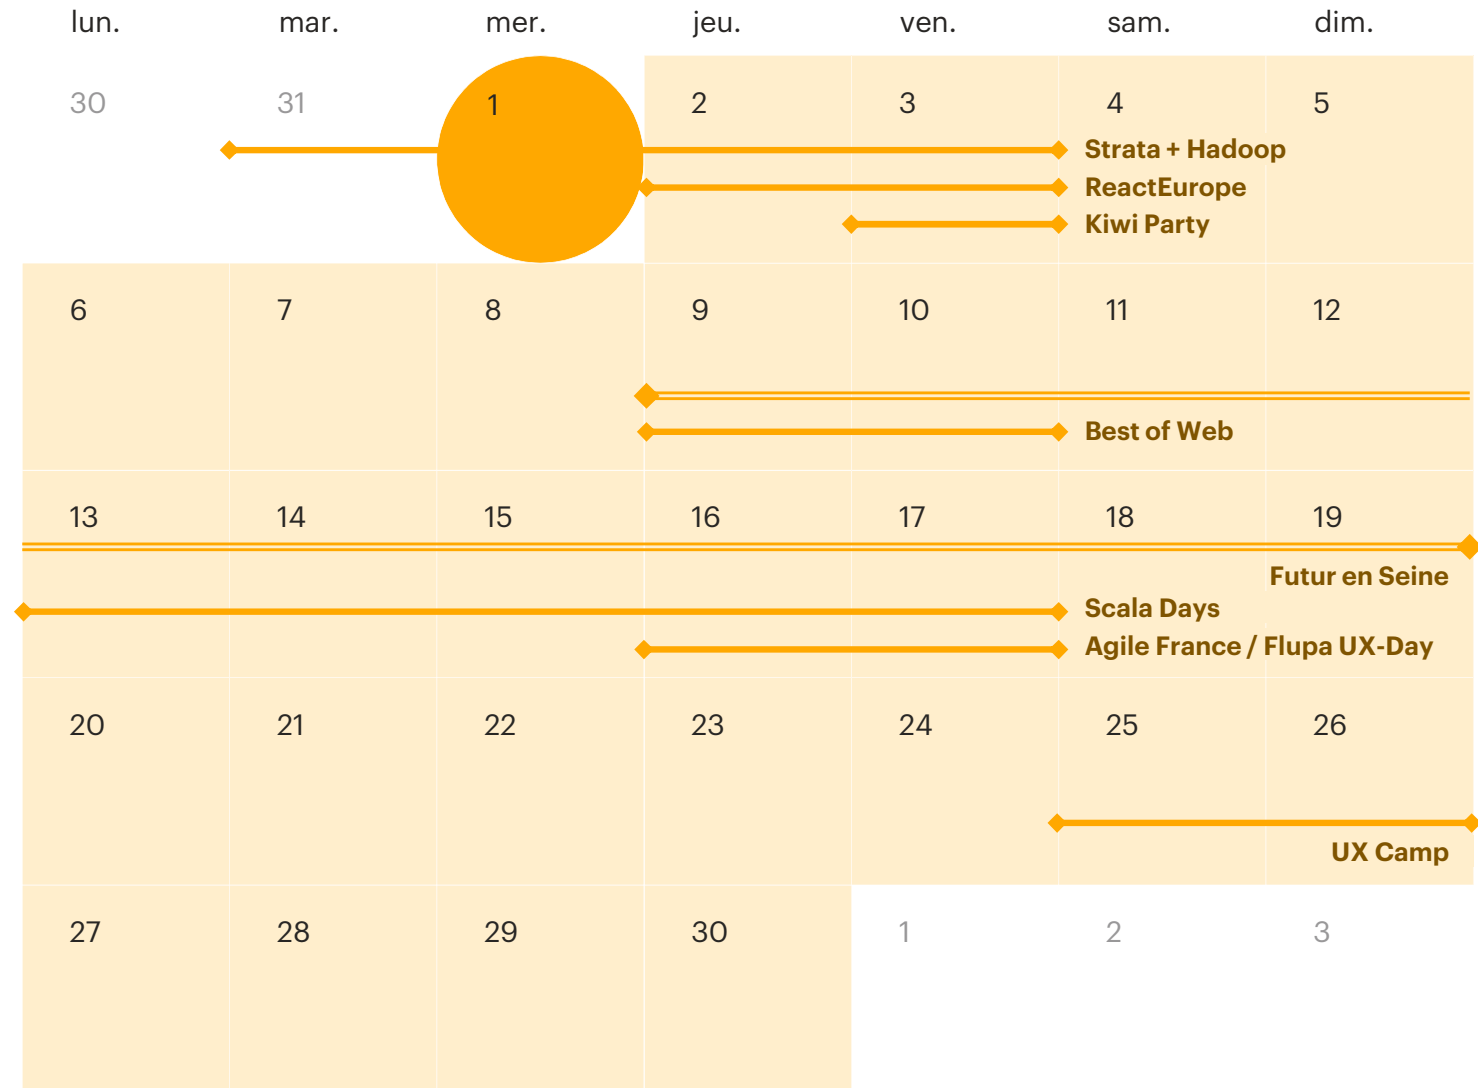 lun. mar. mer. jeu. ven. sam. dim.
30 31 1 2 3 4 5
Strata + Hadoop
ReactEurope
Kiwi Party
6 7 8 9 10 11 12
Best of Web
13 14 15 16 17 18 19
Futur en Seine
Scala Days
Agile France / Flupa UX-Day
20 21 22 23 24 25 26
UX Camp
27 28 29 30 1 2 3